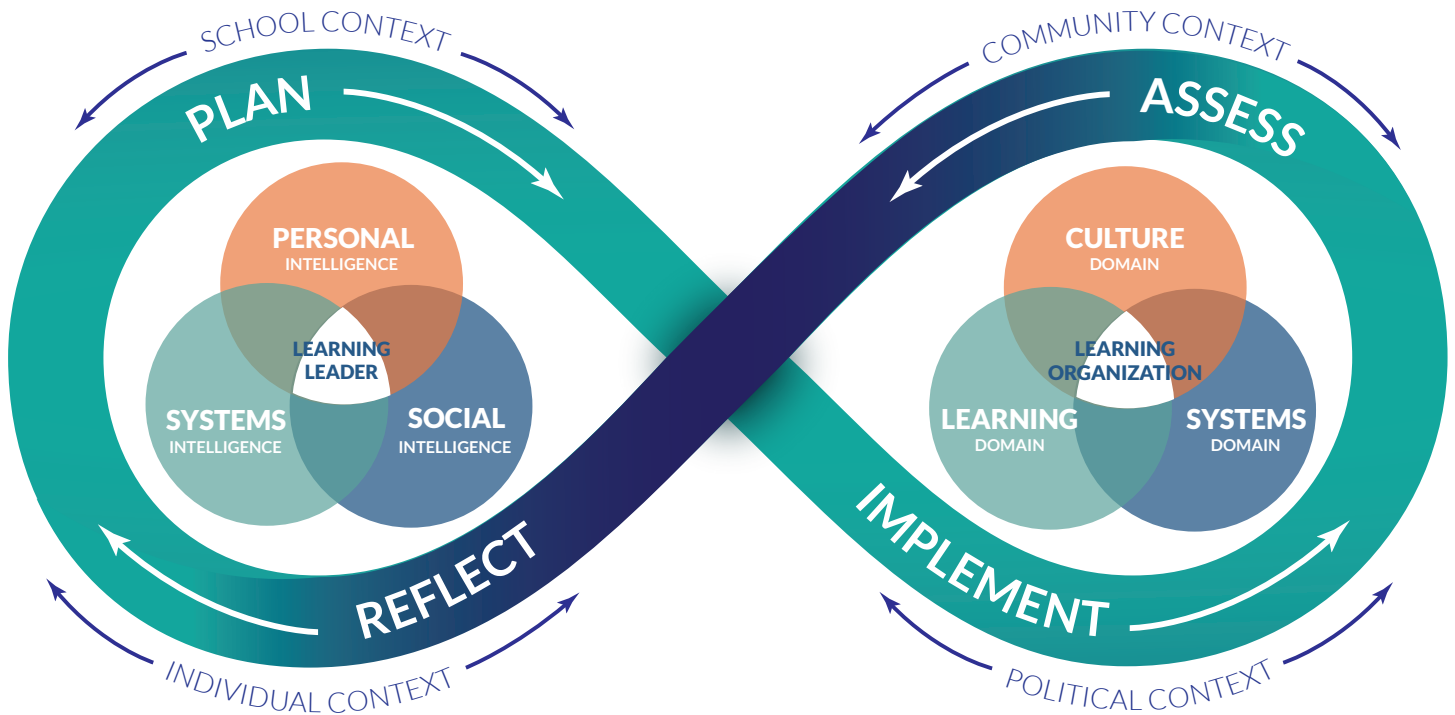 SCHOOL CONTEXT
COMMUNITY CONTEXT
PLAN
ASSESS
PERSONAL
INTELLIGENCE
LEARNING
LEADER
SYSTEMS
INTELLIGENCE
SOCIAL
INTELLIGENCE
CULTURE
DOMAIN
LEARNING
ORGANIZATION
LEARNING
DOMAIN
SYSTEMS
DOMAIN
REFLECT
IMPLEMENT
INDIVIDUAL CONTEXT
POLITICAL CONTEXT